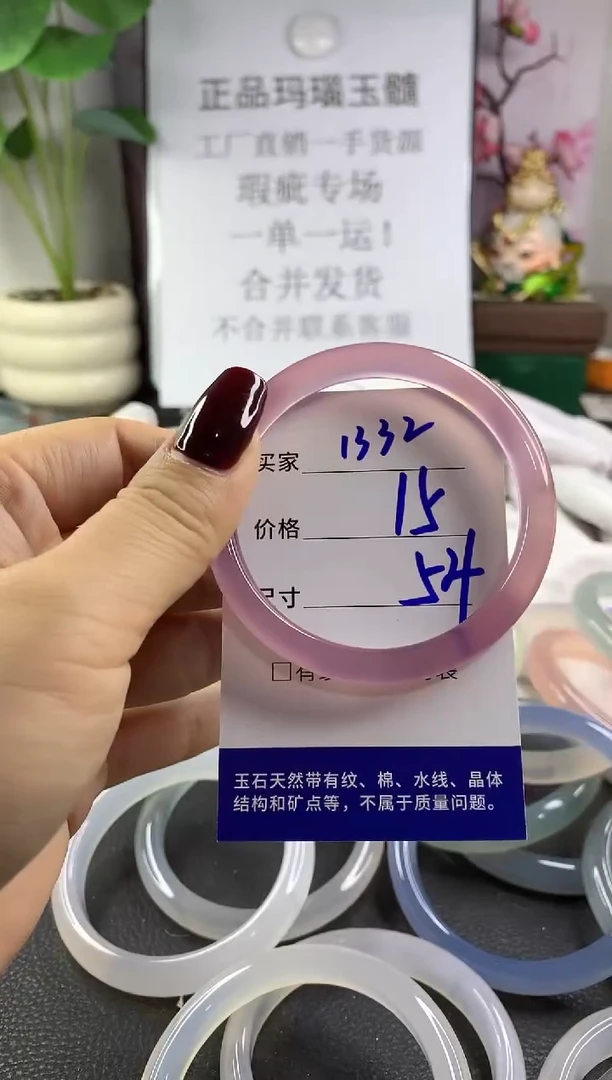 正品玛瑙玉髓
工厂直销一手货源
瑕疵专场
一单一运！
合并发货
不合并联系客服
买家 1332
价格 15
尺寸 54
□有
玉石天然带有纹、棉、水线、晶体
结构和矿点等，不属于质量问题。